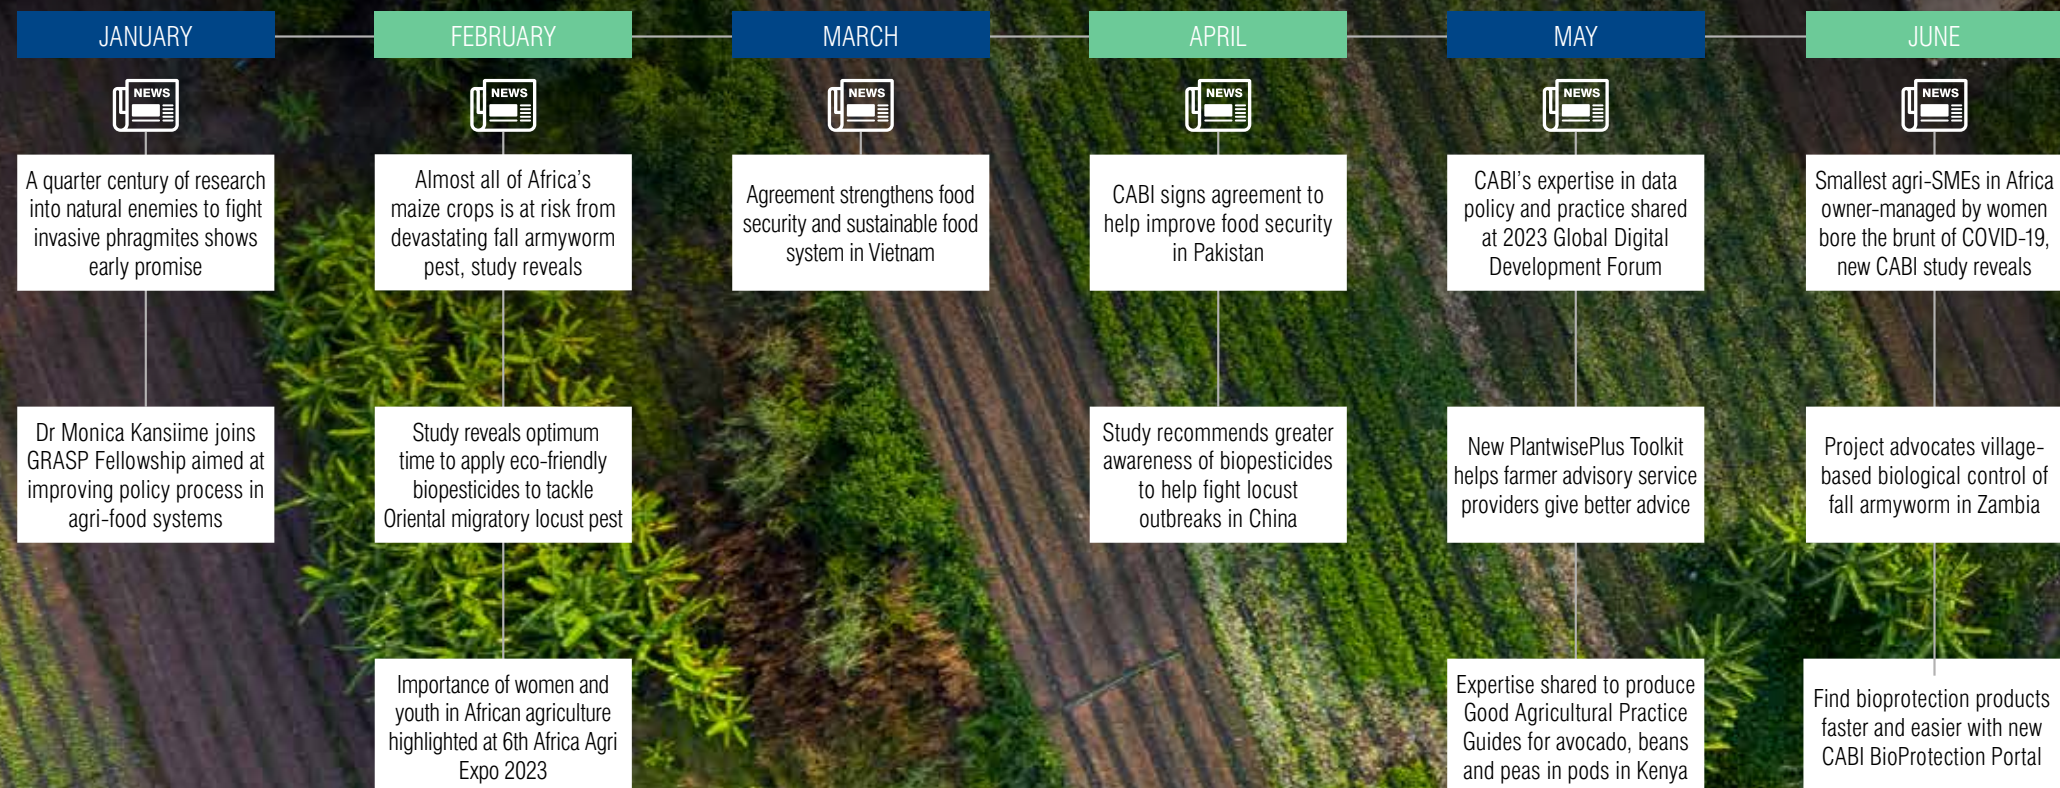 JANUARY
NEWS
A quarter century of research
into natural enemies to fight
invasive phragmites shows
early promise
Dr Monica Kansiime joins
GRASP Fellowship aimed at
improving policy process in
agri-food systems
FEBRUARY
NEWS
Almost all of Africa’s
maize crops is at risk from
devastating fall armyworm
pest, study reveals
Study reveals optimum
time to apply eco-friendly
biopesticides to tackle
Oriental migratory locust pest
Importance of women and
youth in African agriculture
highlighted at 6th Africa Agri
Expo 2023
MARCH
NEWS
Agreement strengthens food
security and sustainable food
system in Vietnam
APRIL
NEWS
CABI signs agreement to
help improve food security
in Pakistan
Study recommends greater
awareness of biopesticides
to help fight locust
outbreaks in China
MAY
NEWS
CABI’s expertise in data
policy and practice shared
at 2023 Global Digital
Development Forum
New PlantwisePlus Toolkit
helps farmer advisory service
providers give better advice
Expertise shared to produce
Good Agricultural Practice
Guides for avocado, beans
and peas in pods in Kenya
JUNE
NEWS
Smallest agri-SMEs in Africa
owner-managed by women
bore the brunt of COVID-19,
new CABI study reveals
Project advocates village-
based biological control of
fall armyworm in Zambia
Find bioprotection products
faster and easier with new
CABI BioProtection Portal